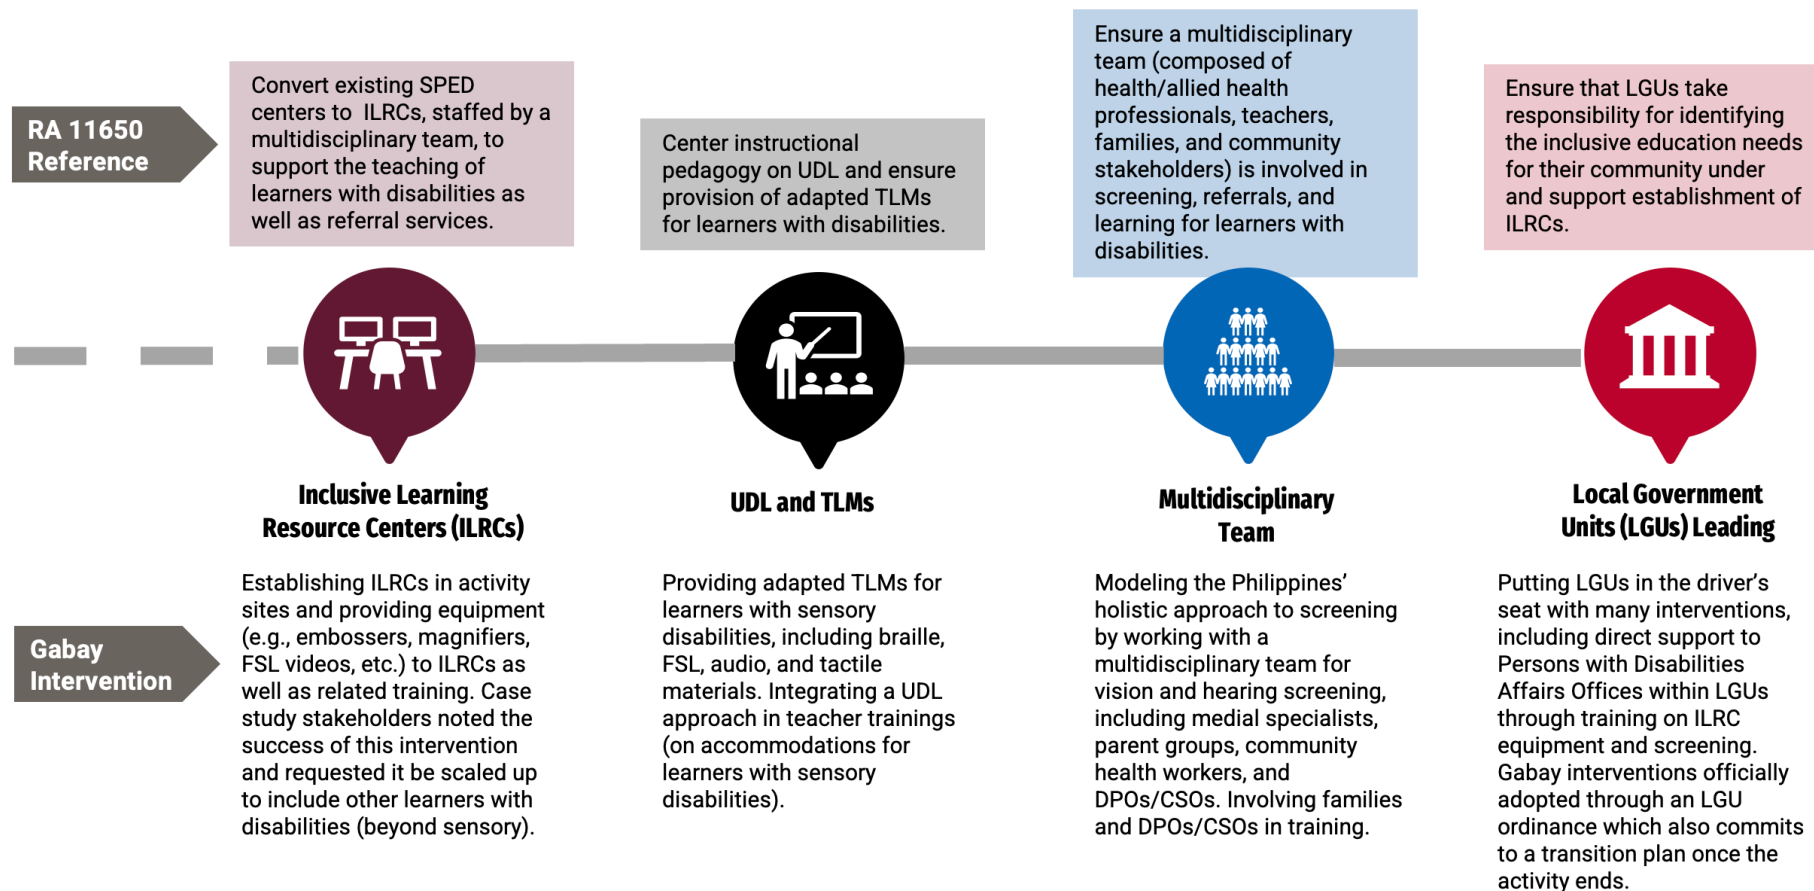 RA 11650
Reference
Convert existing SPED
centers to ILRCs, staffed by a
multidisciplinary team, to
support the teaching of
learners with disabilities as
well as referral services.
Center instructional
pedagogy on UDL and ensure
provision of adapted TLMs
for learners with disabilities.
Ensure a multidisciplinary
team (composed of
health/allied health
professionals, teachers,
families, and community
stakeholders) is involved in
screening, referrals, and
learning for learners with
disabilities.
Ensure that LGUs take
responsibility for identifying
the inclusive education needs
for their community under
and support establishment of
ILRCs.
Inclusive Learning
Resource Centers (ILRCs)
UDL and TLMs
Multidisciplinary
Team
Local Government
Units (LGUs) Leading
Gabay
Intervention
Establishing ILRCs in activity
sites and providing equipment
(e.g., embossers, magnifiers,
FSL videos, etc.) to ILRCs as
well as related training. Case
study stakeholders noted the
success of this intervention
and requested it be scaled up
to include other learners with
disabilities (beyond sensory).
Providing adapted TLMs for
learners with sensory
disabilities, including braille,
FSL, audio, and tactile
materials. Integrating a UDL
approach in teacher trainings
(on accommodations for
learners with sensory
disabilities).
Modeling the Philippines’
holistic approach to screening
by working with a
multidisciplinary team for
vision and hearing screening,
including medial specialists,
parent groups, community
health workers, and
DPOs/CSOs. Involving families
and DPOs/CSOs in training.
Putting LGUs in the driver’s
seat with many interventions,
including direct support to
Persons with Disabilities
Affairs Offices within LGUs
through training on ILRC
equipment and screening.
Gabay interventions officially
adopted through an LGU
ordinance which also commits
to a transition plan once the
activity ends.